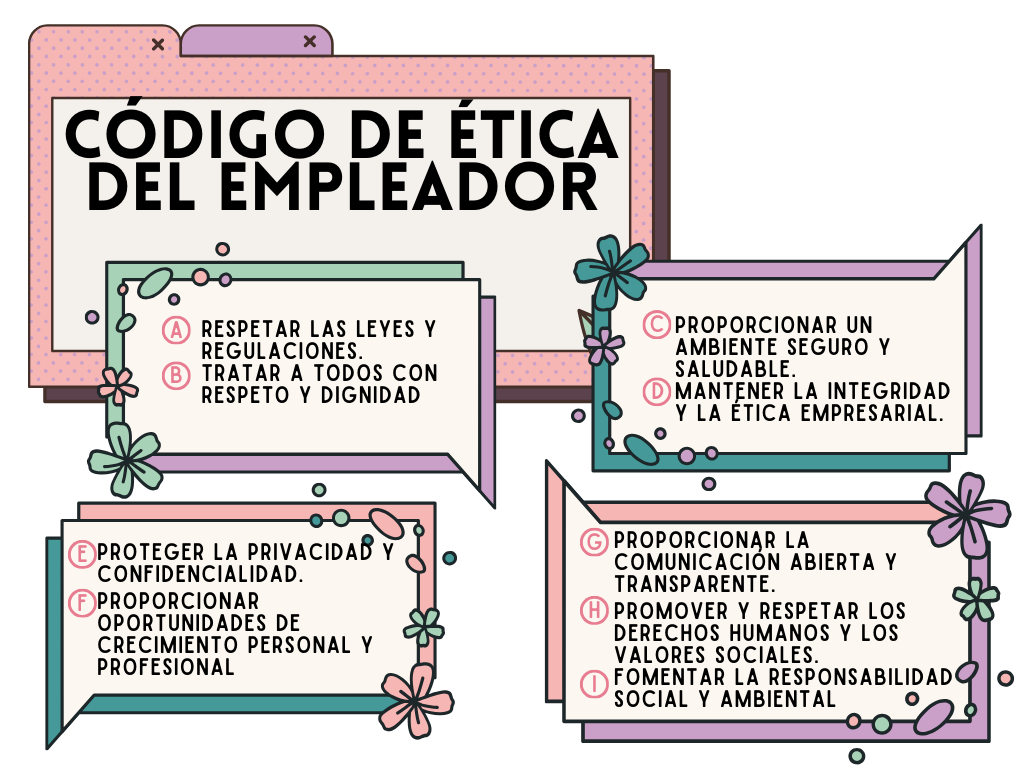 CÓDIGO DE ÉTICA
DEL EMPLEADOR
A RESPETAR LAS LEYES Y
REGULACIONES.
B TRATAR A TODOS CON
RESPETO Y DIGNIDAD
C PROPORCIONAR UN
AMBIENTE SEGURO Y
SALUDABLE.
D MANTENER LA INTEGRIDAD
Y LA ÉTICA EMPRESARIAL.
E PROTEGER LA PRIVACIDAD Y
CONFIDENCIALIDAD.
F PROPORCIONAR
OPORTUNIDADES DE
CRECIMIENTO PERSONAL Y
PROFESIONAL
G PROPORCIONAR LA
COMUNICACIÓN ABIERTA Y
TRANSPARENTE.
H PROMOVER Y RESPETAR LOS
DERECHOS HUMANOS Y LOS
VALORES SOCIALES.
I FOMENTAR LA RESPONSABILIDAD
SOCIAL Y AMBIENTAL